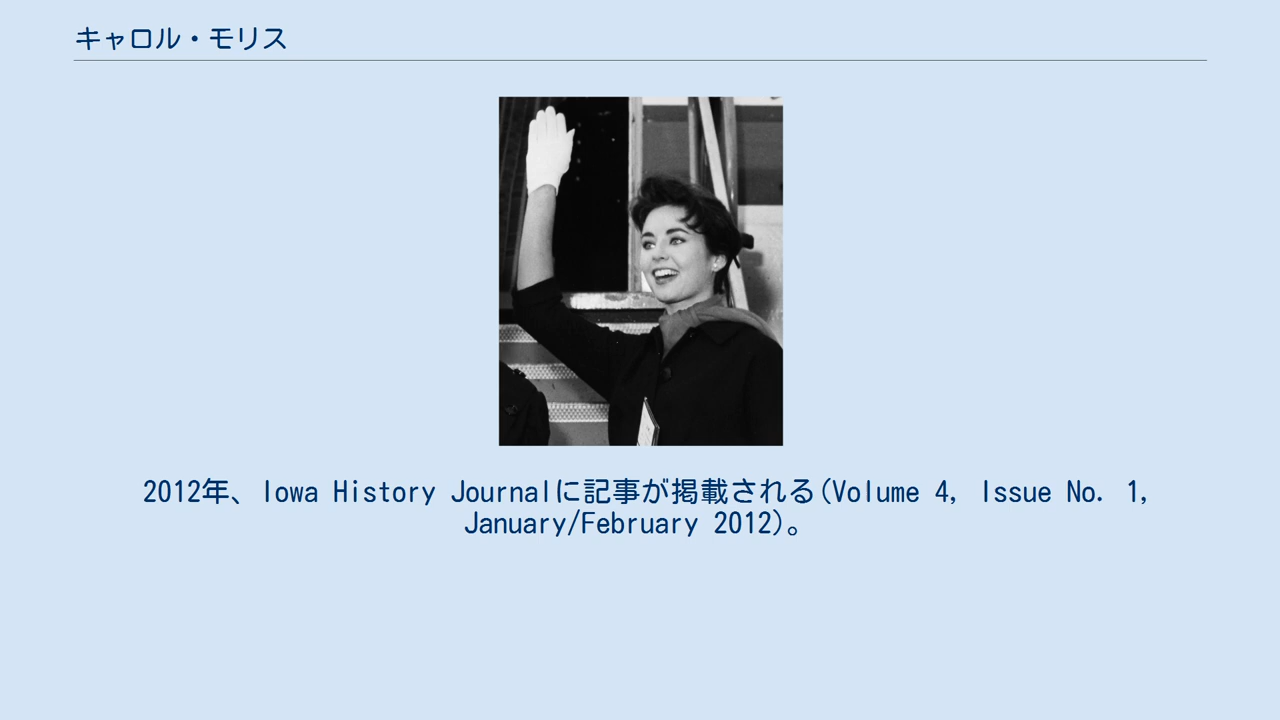 キャロル・モリス
2012年、Iowa History Journalに記事が掲載される(Volume 4, Issue No. 1,
January/February 2012)。